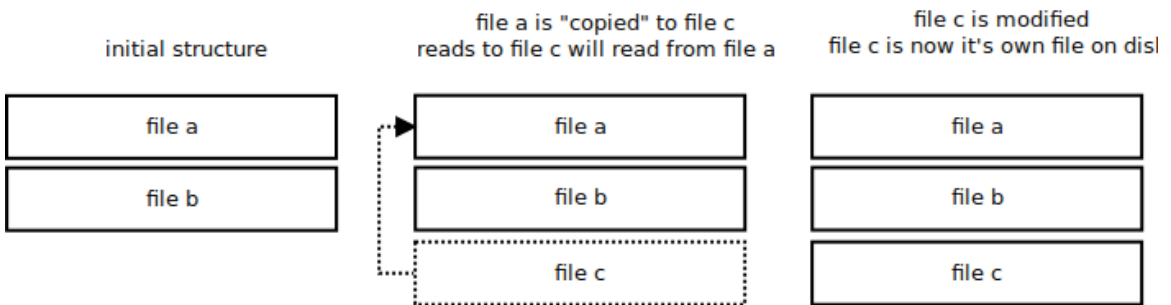 initial structure
file a
file b
file a is "copied" to file c
reads to file c will read from file a
file a
file b
file c
file c is modified
file c is now it's own file on
file a
file b
file c